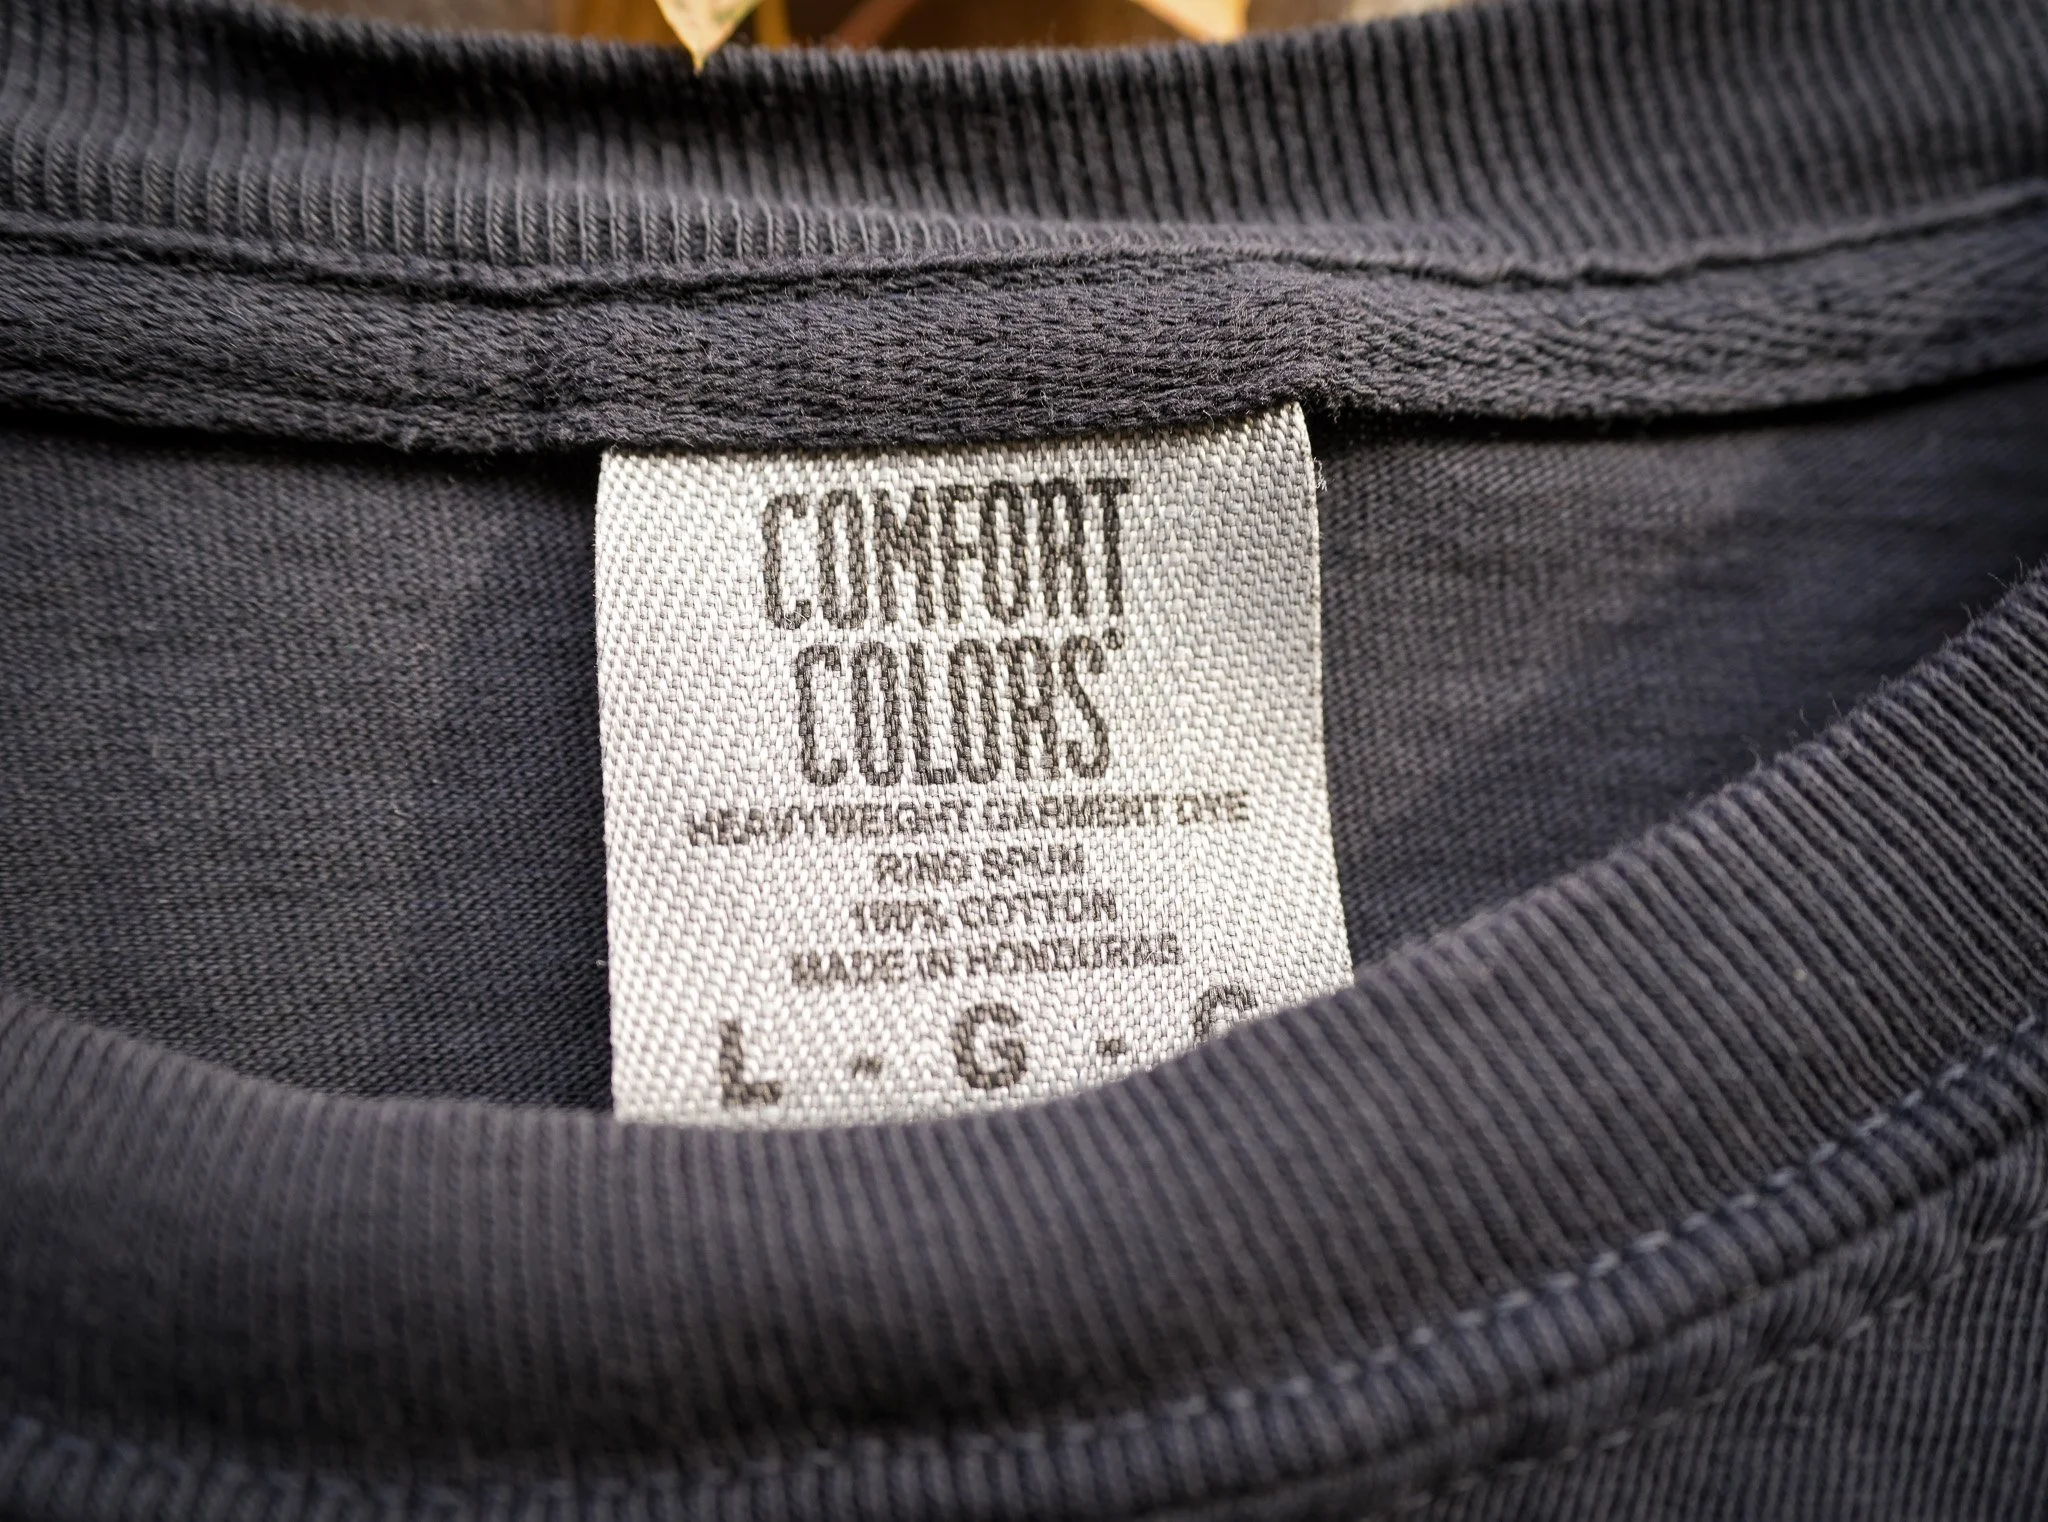 COMFORT
COLORS®
HEAVYWEIGHT GARMENT DYE
RING SPUN
100% COTTON
MADE IN HONDURAS
L · G · G